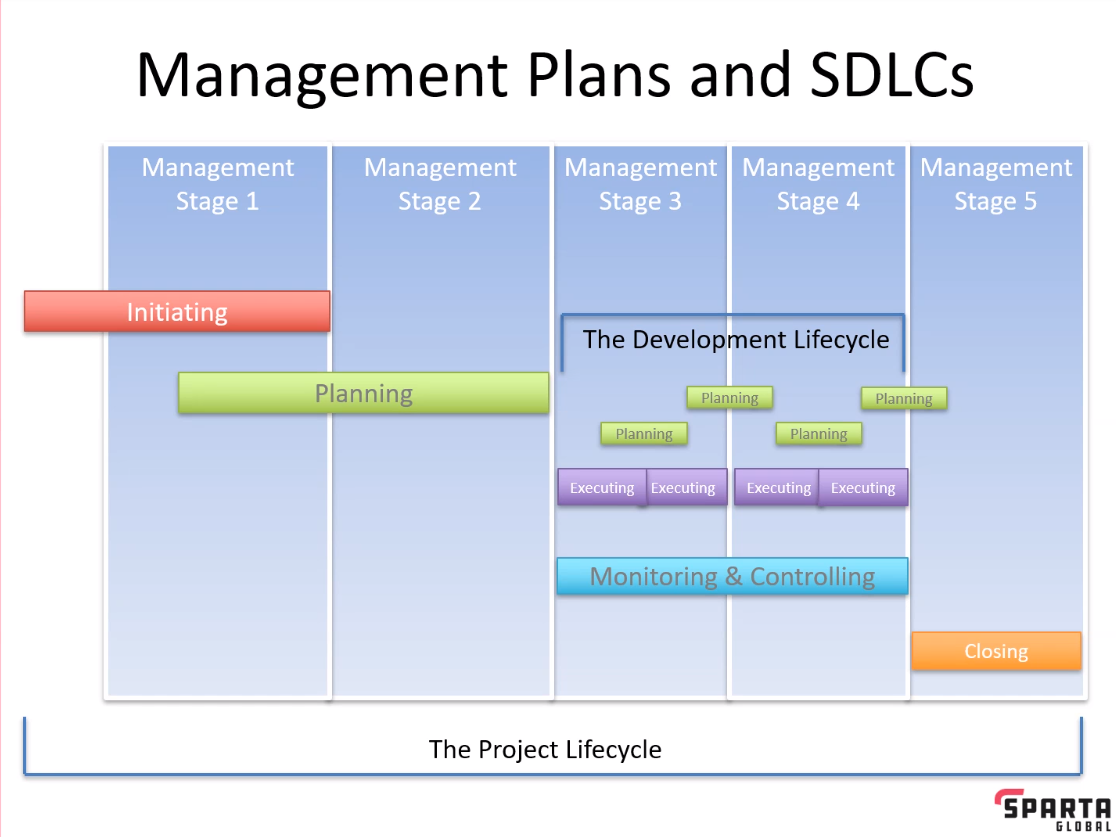 Management Plans and SDLCs
Management
Stage 1
Management
Stage 2
Management
Stage 3
Management
Stage 4
Management
Stage 5
Initiating
The Development Lifecycle
Planning
Planning
Planning
Planning
Planning
Executing
Executing
Executing
Executing
Monitoring & Controlling
Closing
The Project Lifecycle
SPARTA
GLOBAL